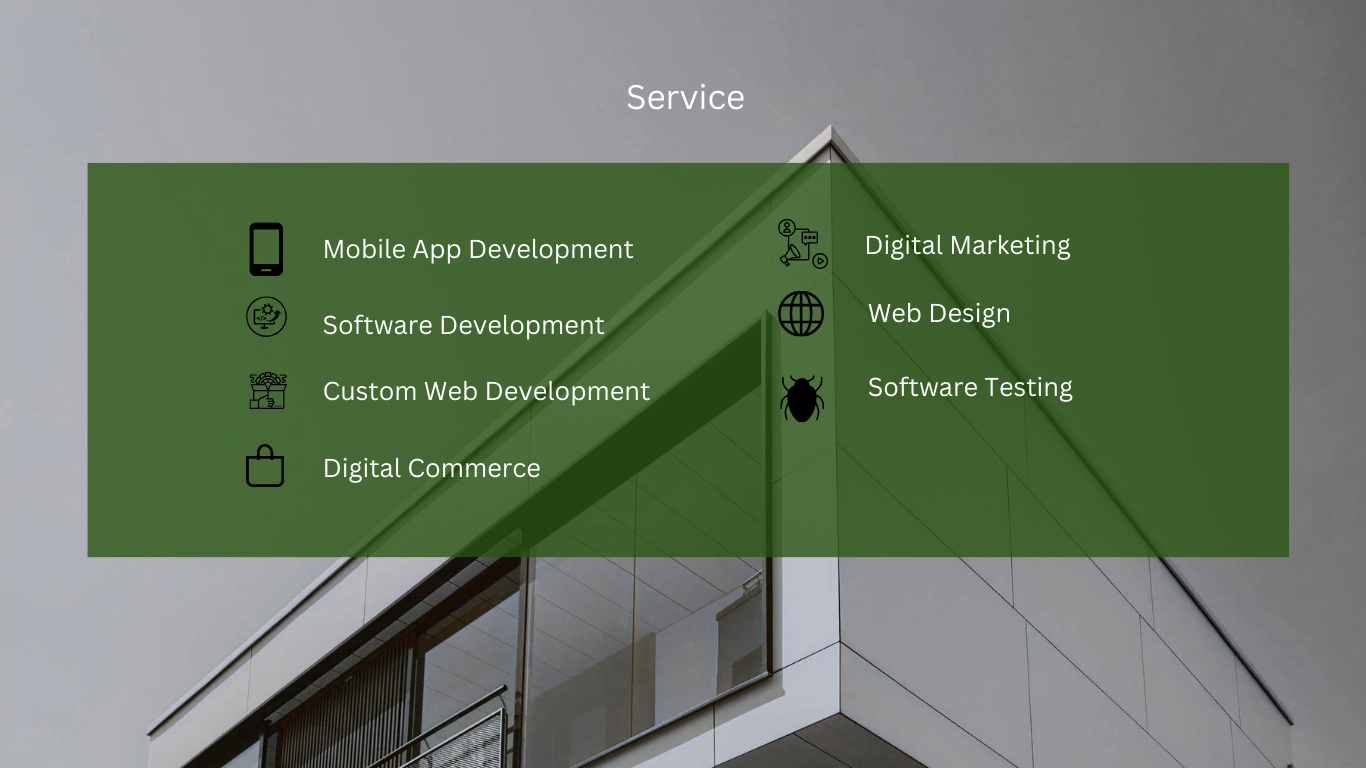 Service
Mobile App Development
Software Development
Custom Web Development
Digital Commerce
Digital Marketing
Web Design
Software Testing